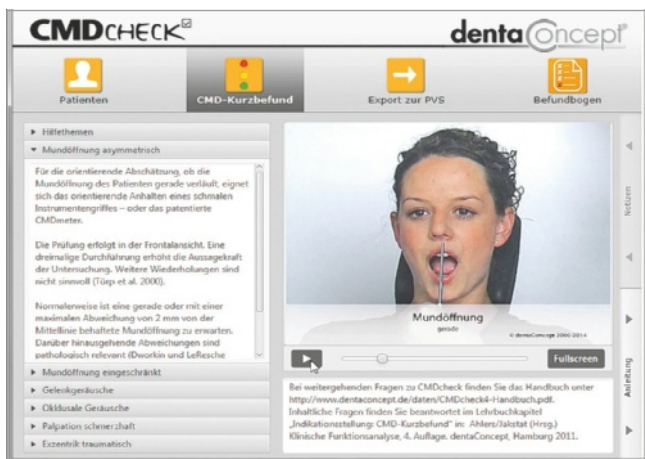 CMDCHECK
dentaConcept
Patienten
CMD-Kurzbefund
Export zur PVS
Befundbogen
Hilfethemen
Mundöffnung asymmetrisch
Für die orientierende Abschätzung, ob die
Mundöffnung des Patienten gerade verläuft, eignet
sich das orientierende Anhalten eines schmalen
Instrumentengriffes – oder das patentierte
CMDmeter.
Die Prüfung erfolgt in der Frontalansicht. Eine
dreimalige Durchführung erhöht die Aussagekraft
der Untersuchung. Weitere Wiederholungen sind
nicht sinnvoll (Türp et al. 2000).
Normalerweise ist eine gerade oder mit einer
maximalen Abweichung von 2 mm von der
Mittellinie behaftete Mundöffnung zu erwarten.
Darüber hinausgehende Abweichungen sind
pathologisch relevant (Dworkin und LeResche
Mundöffnung eingeschränkt
Gelenkgeräusche
Okklusale Geräusche
Palpation schmerzhaft
Exzentrik traumatisch
Mundöffnung
gerade
© dentaConcept 2006-2014
Fullscreen
Bei weitergehenden Fragen zu CMDcheck finden Sie das Handbuch unter
http://www.dentaconcept.de/daten/CMDcheck4-Handbuch.pdf.
Inhaltliche Fragen finden Sie beantwortet im Lehrbuchkapitel
„Indikationsstellung: CMD-Kurzbefund" in: Ahlers/Jakstat (Hrsg.)
Klinische Funktionsanalyse, 4. Auflage. dentaConcept, Hamburg 2011.
Notizen
Anleitung